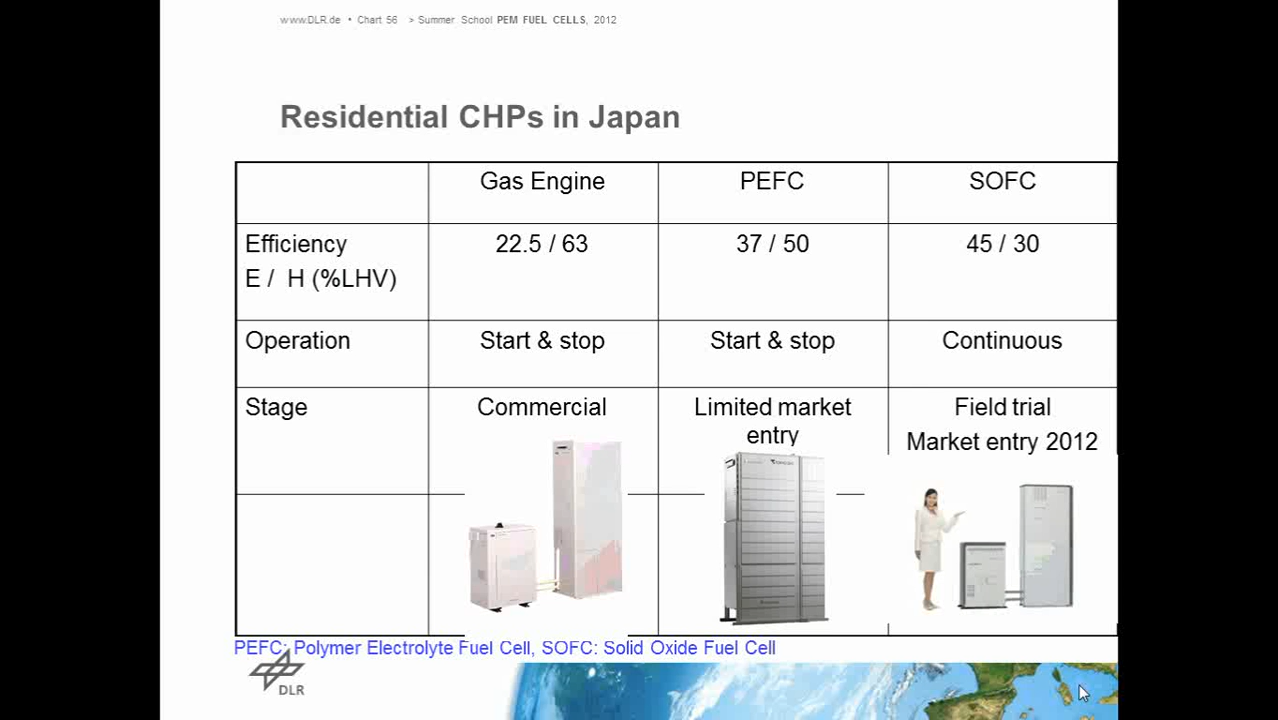 www.DLR.de • Chart 56 > Summer School PEM FUEL CELLS, 2012
Residential CHPs in Japan
Gas Engine PEFC SOFC
Efficiency 22.5 / 63 37 / 50 45 / 30
E / H (%LHV)
Operation Start & stop Start & stop Continuous
Stage Commercial Limited market Field trial
entry Market entry 2012
PEFC: Polymer Electrolyte Fuel Cell, SOFC: Solid Oxide Fuel Cell
DLR